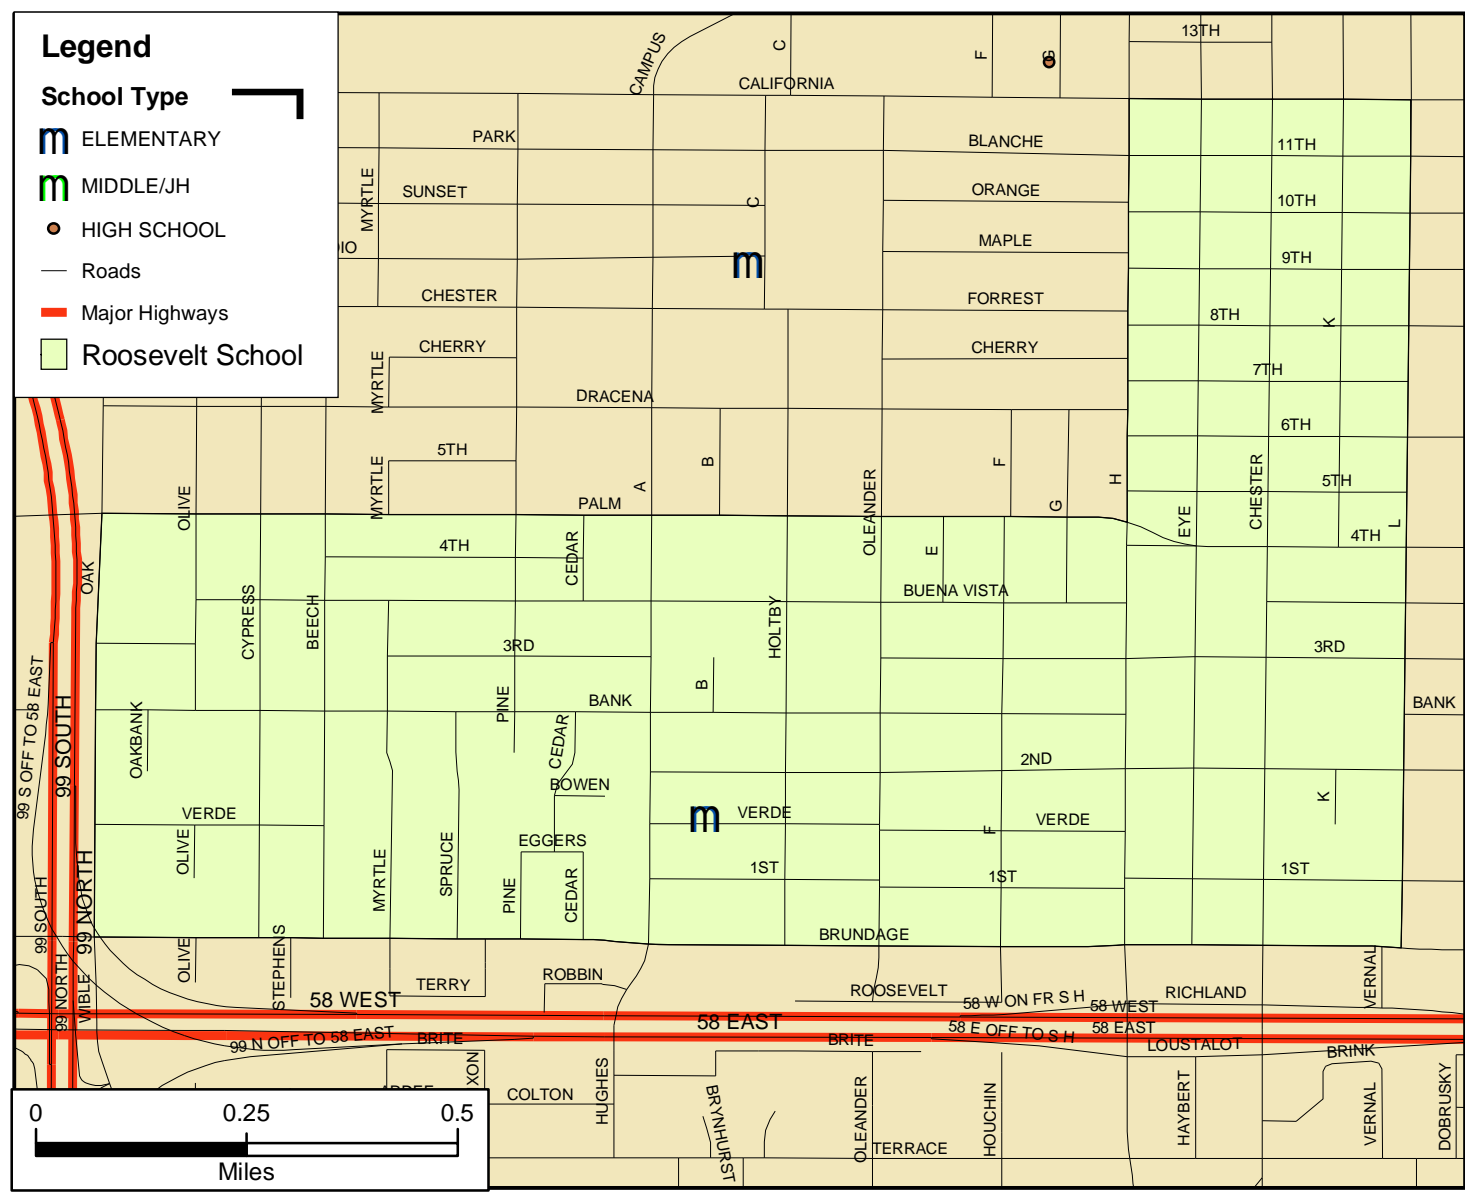 Legend
School Type
ELEMENTARY
MIDDLE/JH
HIGH SCHOOL
Roads
Major Highways
Roosevelt School
CAMPUS
C
F
G
13TH
CALIFORNIA
PARK
BLANCHE
11TH
MYRTLE
SUNSET
C
ORANGE
10TH
IO
MAPLE
9TH
CHESTER
FORREST
8TH
K
MYRTLE
CHERRY
CHERRY
7TH
DRACENA
6TH
OLIVE
MYRTLE
5TH
A
B
OLEANDER
F
G
H
EYE
CHESTER
5TH
L
PALM
4TH
4TH
CEDAR
E
OAK
CYPRESS
BEECH
BUENA VISTA
HOLTBY
3RD
3RD
99 S OFF TO 58 EAST
99 SOUTH
OAKBANK
PINE
CEDAR
BANK
B
BANK
2ND
BOWEN
K
VERDE
VERDE
F
VERDE
OLIVE
MYRTLE
SPRUCE
EGGERS
PINE
CEDAR
1ST
1ST
1ST
99 SOUTH
99 NORTH
BRUNDAGE
OLIVE
STEPHENS
99 NORTH
WIBLE
TERRY
ROBBIN
ROOSEVELT
58 W ON FR S H
58 WEST
RICHLAND
VERNAL
58 WEST
58 EAST
99 N OFF TO 58 EAST
BRITE
BRITE
58 E OFF TO S H
58 EAST
LOUSTALOT
BRINK
ARDEE
XON
COLTON
HUGHES
BRYNHURST
OLEANDER
HOUCHIN
HAYBERT
VERNAL
DOBRUSKY
TERRACE
0 0.25 0.5
Miles